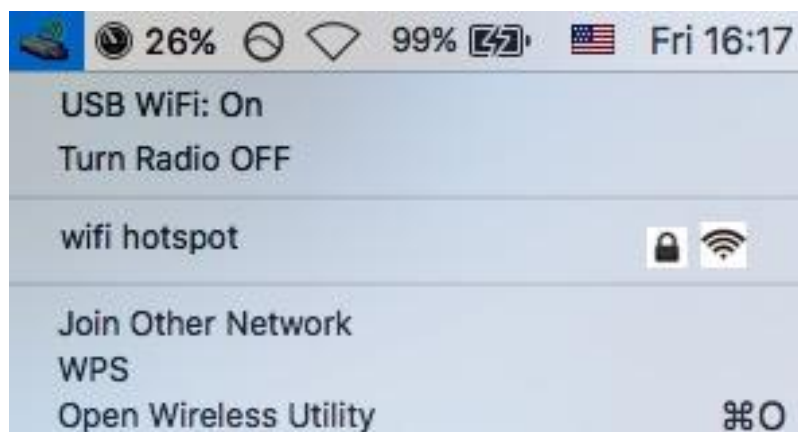 26% 99% Fri 16:17
USB WiFi: On
Turn Radio OFF
wifi hotspot
Join Other Network
WPS
Open Wireless Utility ⌘O